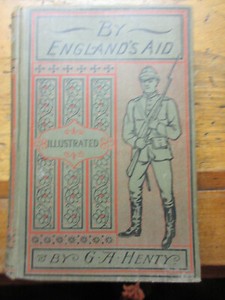 BY
ENGLAND'S AID
ILLUSTRATED
BY G. A. HENTY